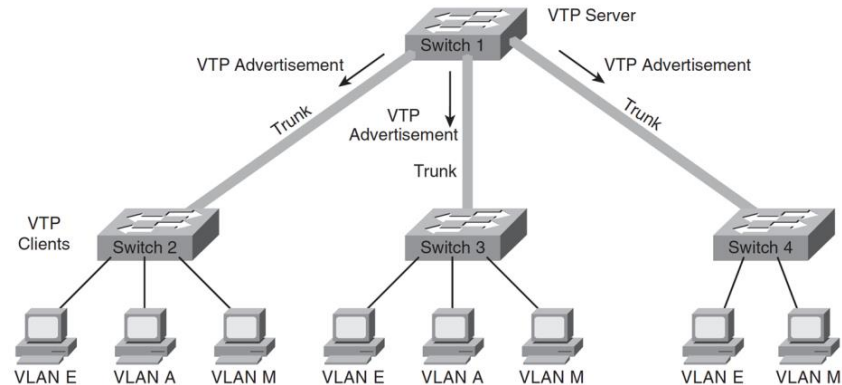 VTP Server
Switch 1
VTP Advertisement
VTP Advertisement
VTP
Advertisement
Trunk
Trunk
Trunk
VTP
Clients
Switch 2
Switch 3
Switch 4
VLAN E
VLAN A
VLAN M
VLAN E
VLAN A
VLAN M
VLAN E
VLAN M